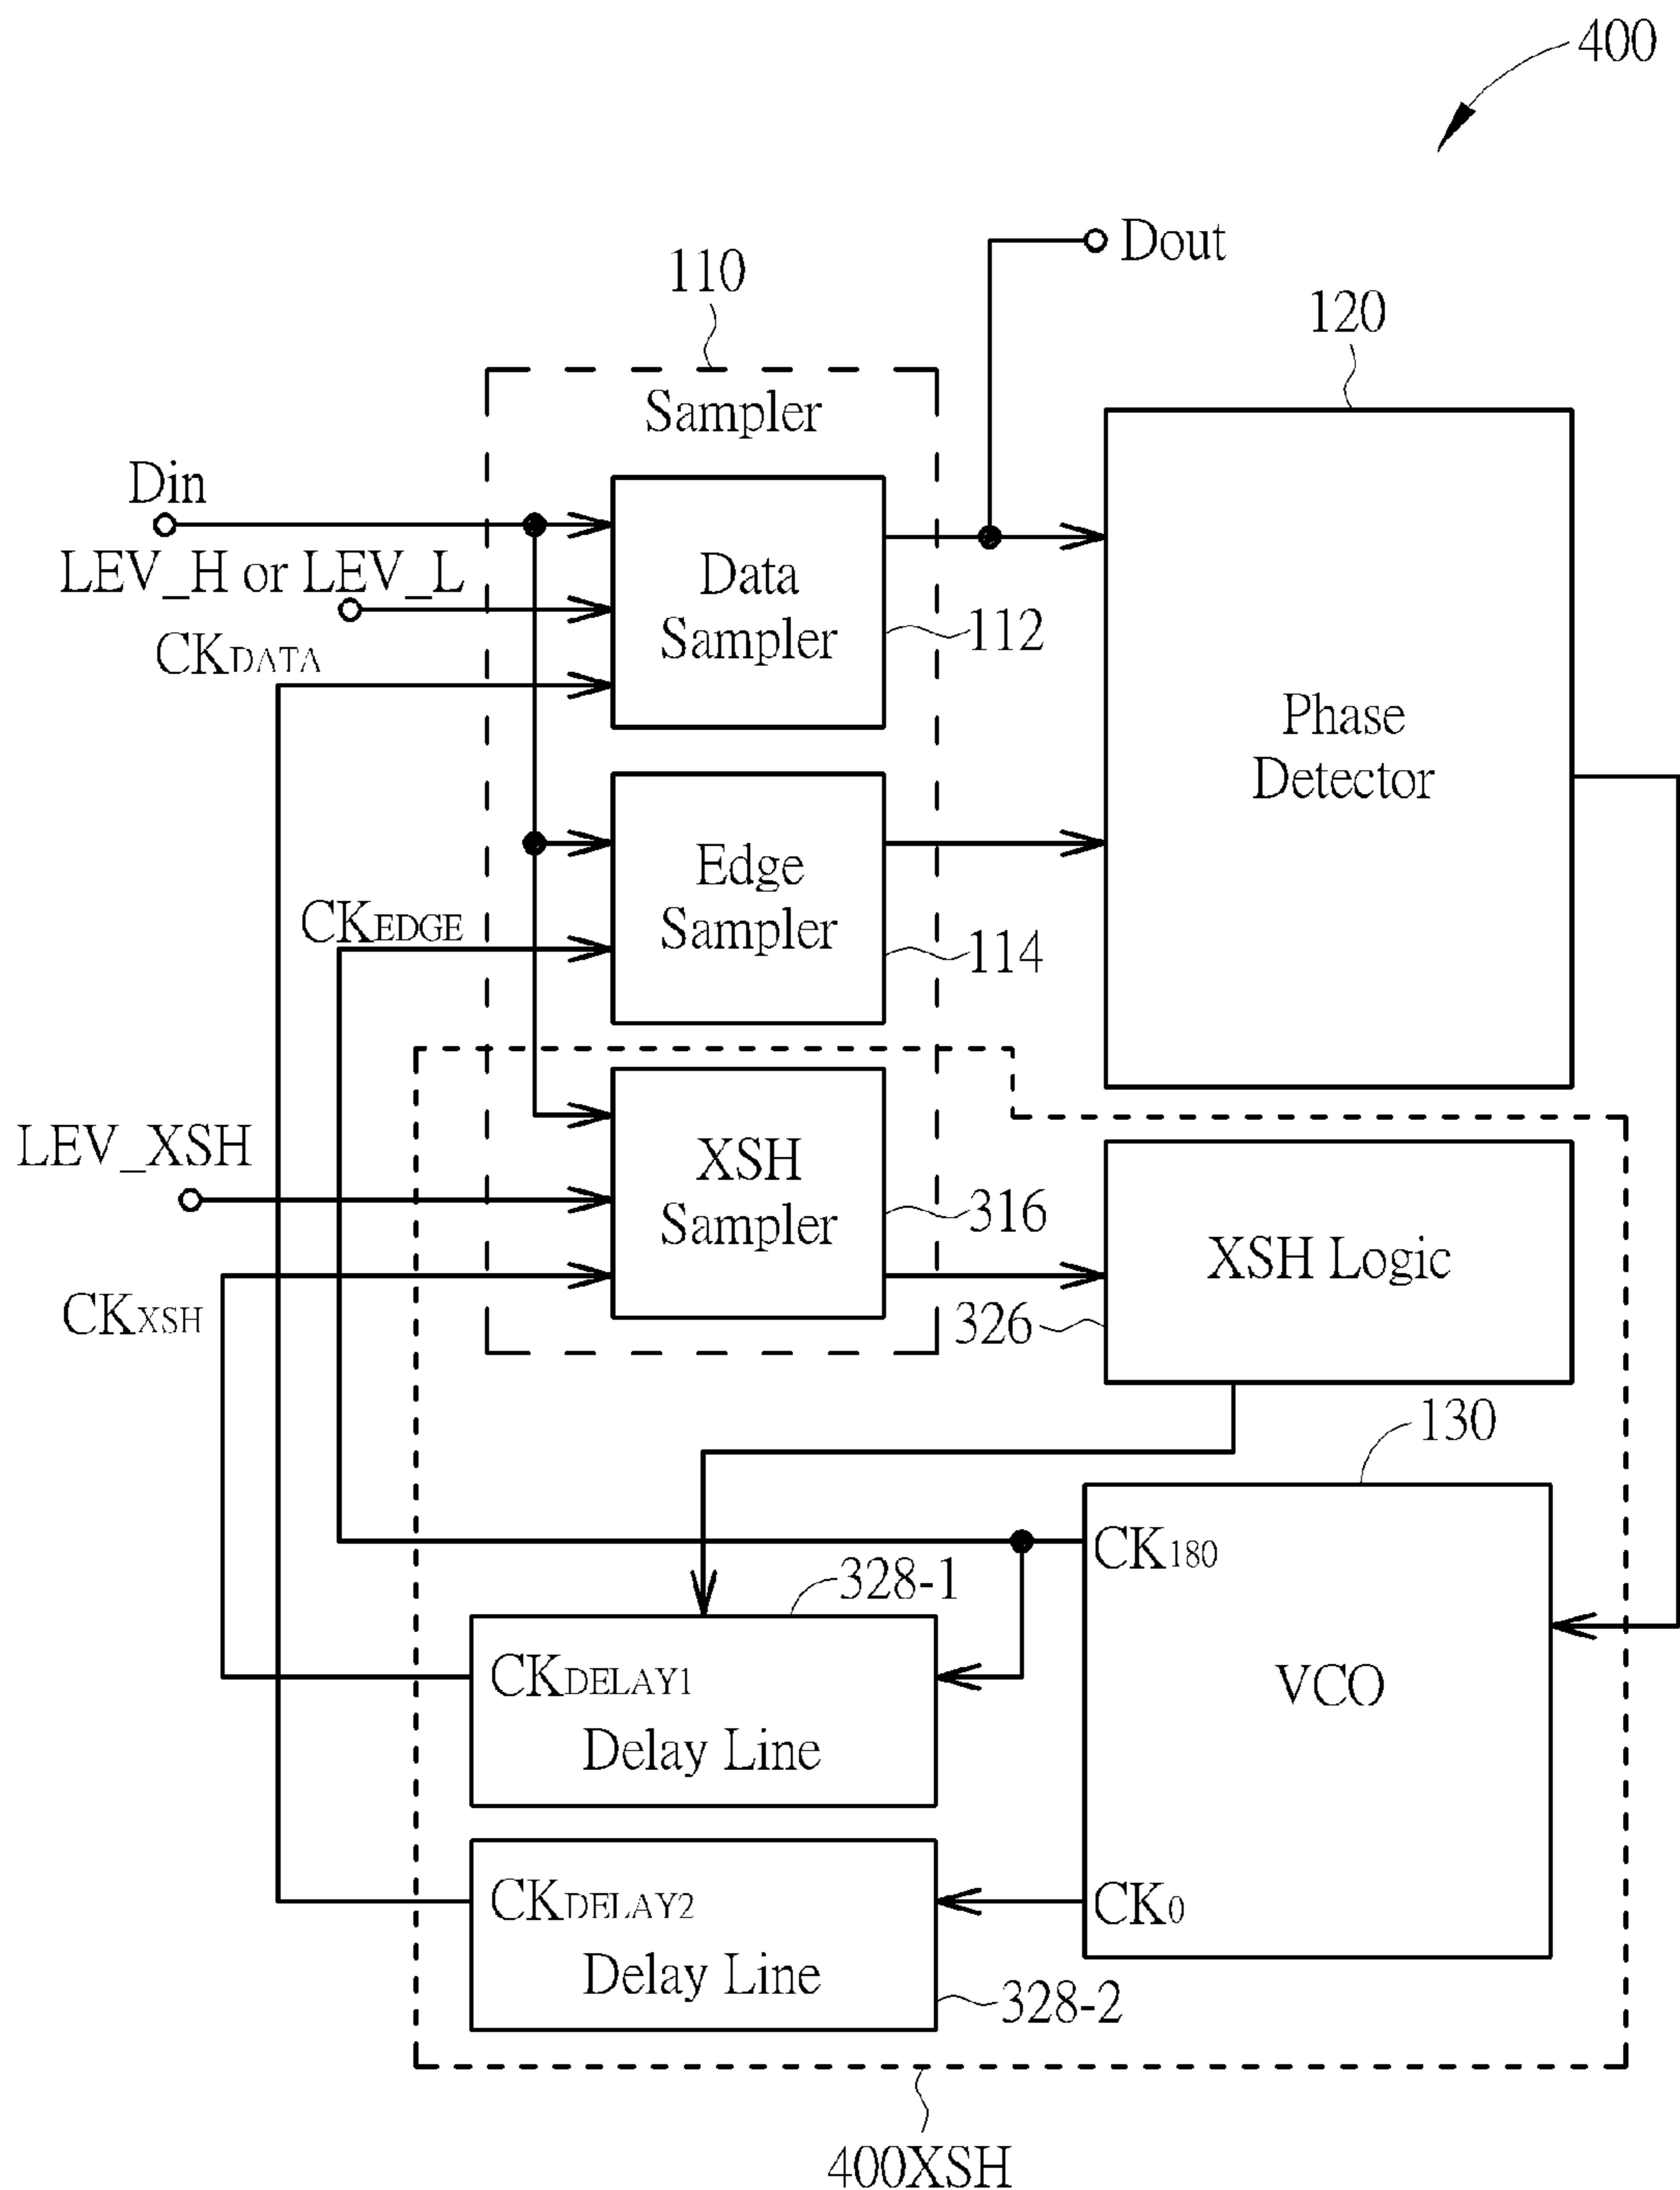 400
Dout
110
120
Sampler
Din
LEV_H or LEV_L
CKDATA
Data
Sampler
112
Phase
Detector
Edge
Sampler
CKEDGE
114
LEV_XSH
XSH
Sampler
316
XSH Logic
CKXSH
326
130
CK180
328-1
CKDELAY1
Delay Line
VCO
CKDELAY2
Delay Line
CK0
328-2
400XSH